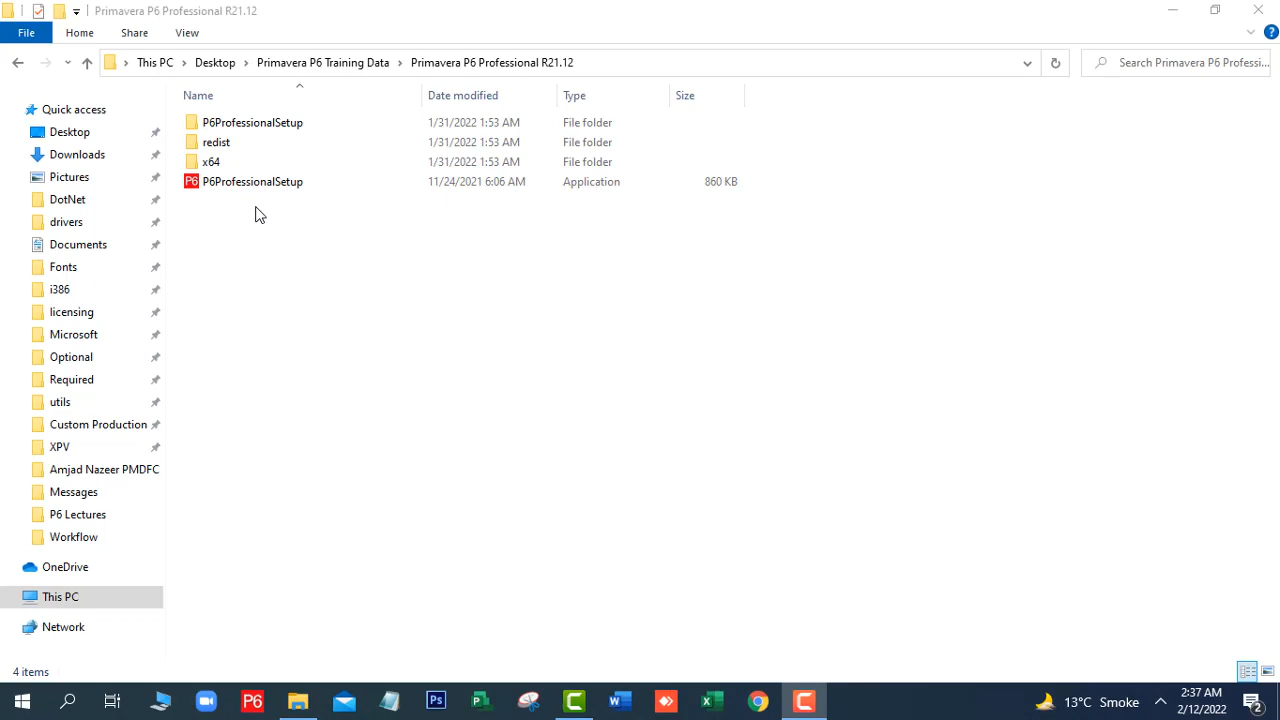 Primavera P6 Professional R21.12
File Home Share View
This PC Desktop Primavera P6 Training Data Primavera P6 Professional R21.12 Search Primavera P6 Professi...
Name Date modified Type Size
P6ProfessionalSetup 1/31/2022 1:53 AM File folder
redist 1/31/2022 1:53 AM File folder
x64 1/31/2022 1:53 AM File folder
P6 P6ProfessionalSetup 11/24/2021 6:06 AM Application 860 KB
Quick access
Desktop
Downloads
Pictures
DotNet
drivers
Documents
Fonts
i386
licensing
Microsoft
Optional
Required
utils
Custom Production
XPV
Amjad Nazeer PMDFC
Messages
P6 Lectures
Workflow
OneDrive
This PC
Network
4 items
P6 Ps P W X C 13°C Smoke 2:37 AM
2/12/2022 2